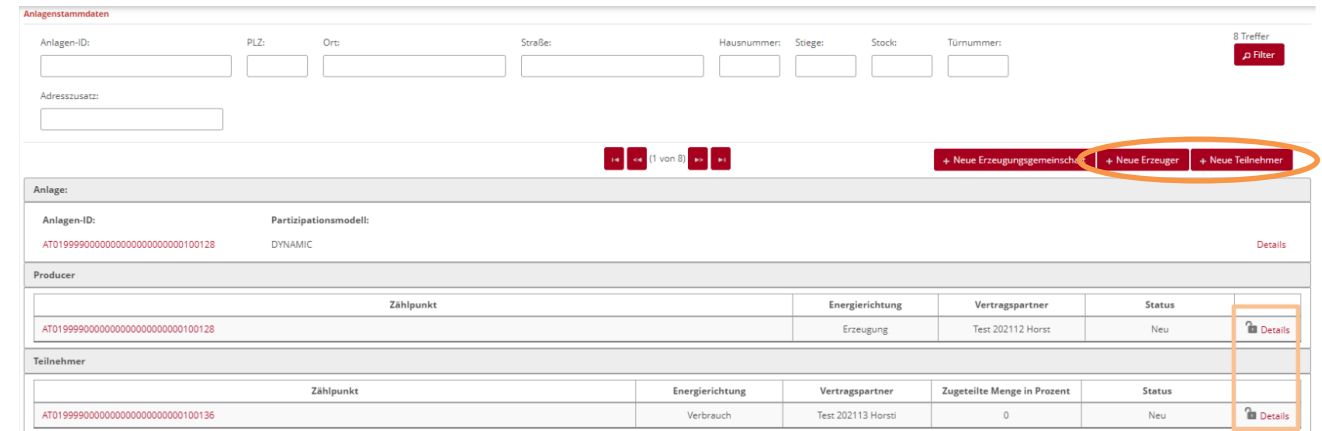 Anlagenstammdaten
8 Treffer
Anlagen-ID: PLZ: Ort: Straße: Hausnummer: Stiege: Stock: Türnummer:
Filter
Adresszusatz:
(1 von 8) + Neue Erzeugungsgemeinschaft + Neue Erzeuger + Neue Teilnehmer
Anlage:
Anlagen-ID: Partizipationsmodell:
AT0199990000000000000000000100128 DYNAMIC Details
Producer
Zählpunkt Energierichtung Vertragspartner Status
AT0199990000000000000000000100128 Erzeugung Test 202112 Horst Neu Details
Teilnehmer
Zählpunkt Energierichtung Vertragspartner Zugeteilte Menge in Prozent Status
AT0199990000000000000000000100136 Verbrauch Test 202113 Horsti 0 Neu Details